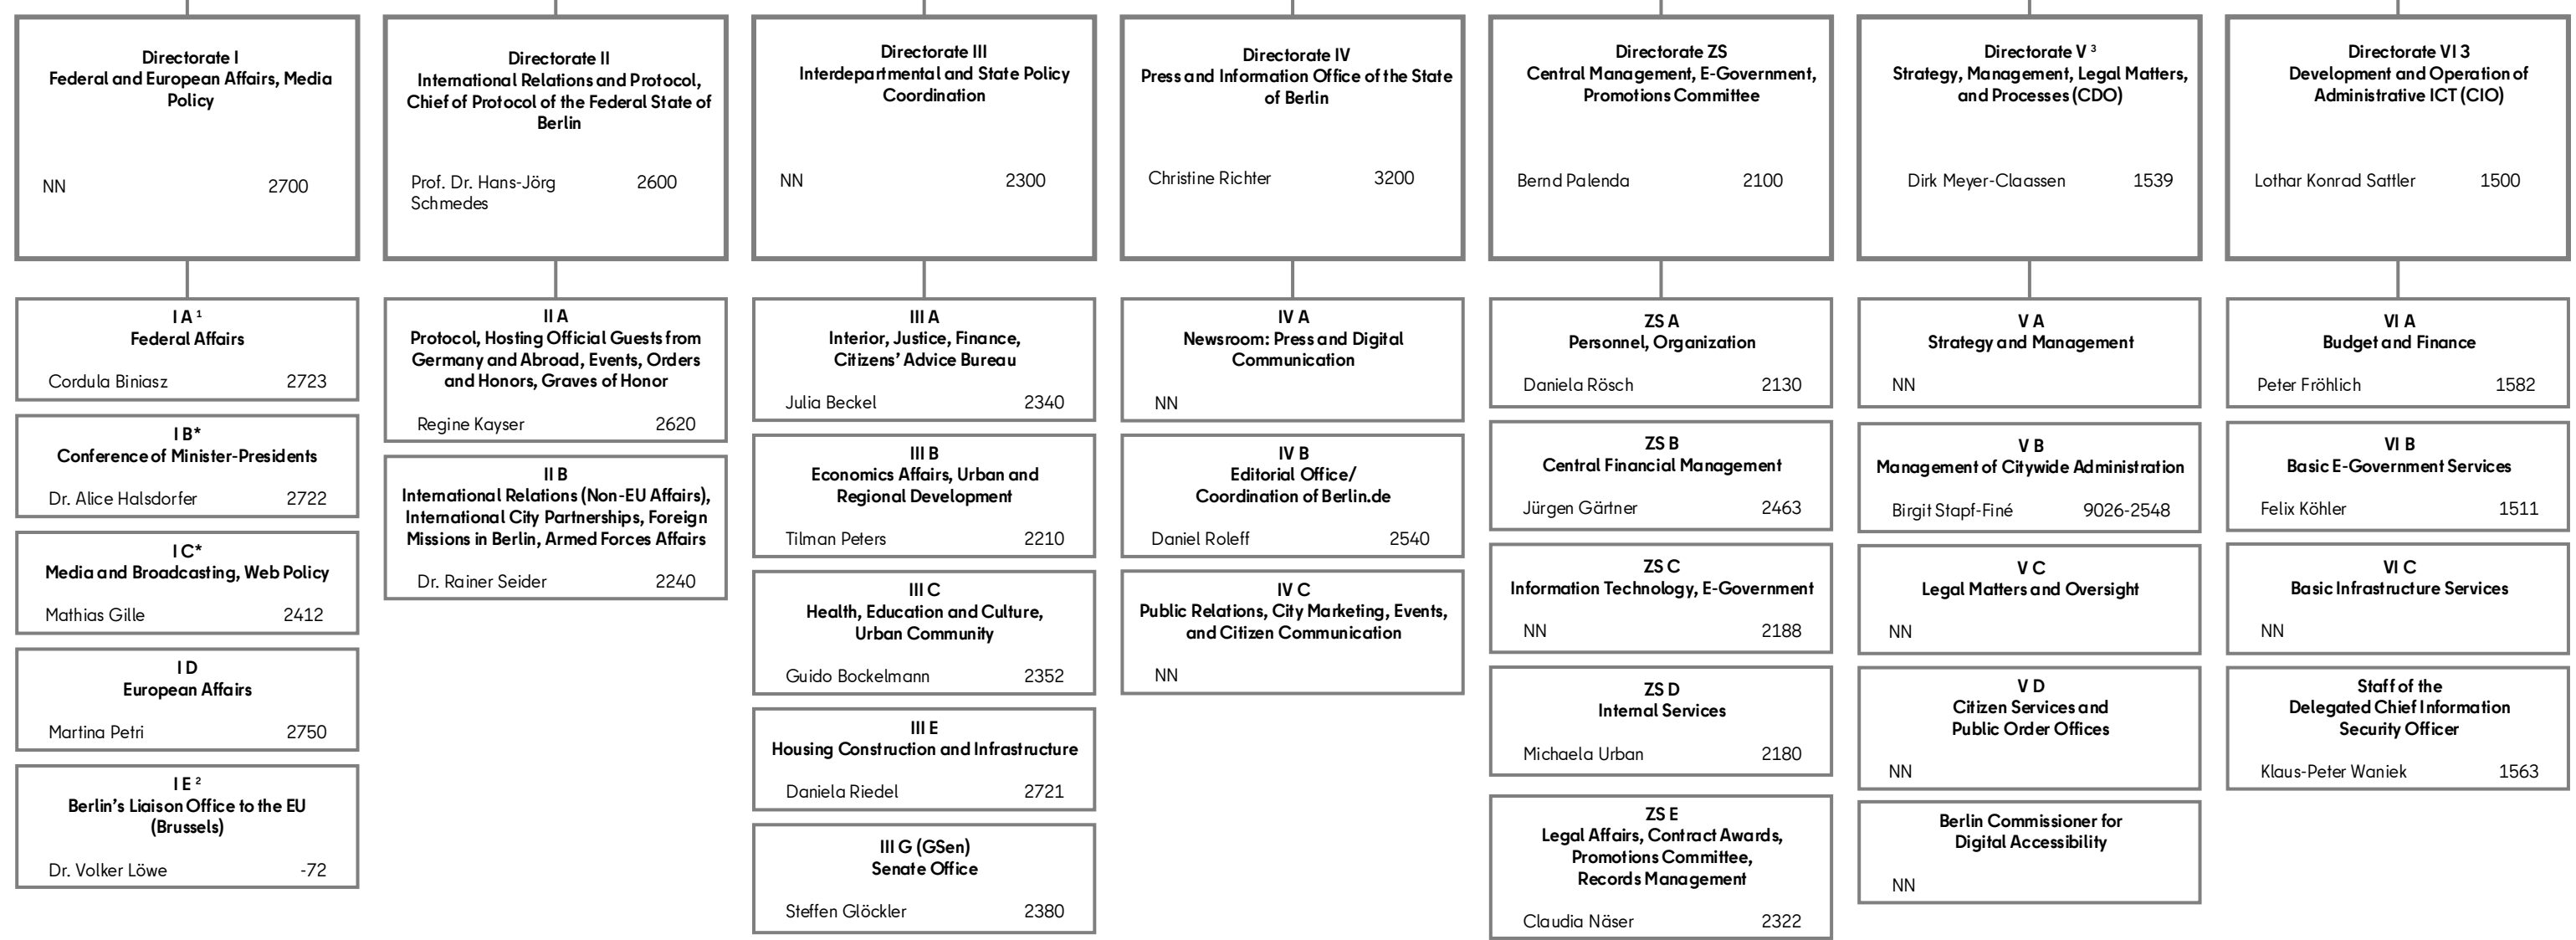 Directorate I
Federal and European Affairs, Media
Policy
NN 2700
I A ¹
Federal Affairs
Cordula Biniasz 2723
I B*
Conference of Minister-Presidents
Dr. Alice Halsdorfer 2722
I C*
Media and Broadcasting, Web Policy
Mathias Gille 2412
I D
European Affairs
Martina Petri 2750
I E ²
Berlin's Liaison Office to the EU
(Brussels)
Dr. Volker Löwe -72
Directorate II
International Relations and Protocol,
Chief of Protocol of the Federal State of
Berlin
Prof. Dr. Hans-Jörg 2600
Schmedes
II A
Protocol, Hosting Official Guests from
Germany and Abroad, Events, Orders
and Honors, Graves of Honor
Regine Kayser 2620
II B
International Relations (Non-EU Affairs),
International City Partnerships, Foreign
Missions in Berlin, Armed Forces Affairs
Dr. Rainer Seider 2240
Directorate III
Interdepartmental and State Policy
Coordination
NN 2300
III A
Interior, Justice, Finance,
Citizens' Advice Bureau
Julia Beckel 2340
III B
Economics Affairs, Urban and
Regional Development
Tilman Peters 2210
III C
Health, Education and Culture,
Urban Community
Guido Bockelmann 2352
III E
Housing Construction and Infrastructure
Daniela Riedel 2721
III G (GSen)
Senate Office
Steffen Glöckler 2380
Directorate IV
Press and Information Office of the State
of Berlin
Christine Richter 3200
IV A
Newsroom: Press and Digital
Communication
NN
IV B
Editorial Office/
Coordination of Berlin.de
Daniel Roleff 2540
IV C
Public Relations, City Marketing, Events,
and Citizen Communication
NN
Directorate ZS
Central Management, E-Government,
Promotions Committee
Bernd Palenda 2100
ZS A
Personnel, Organization
Daniela Rösch 2130
ZS B
Central Financial Management
Jürgen Gärtner 2463
ZS C
Information Technology, E-Government
NN 2188
ZS D
Internal Services
Michaela Urban 2180
ZS E
Legal Affairs, Contract Awards,
Promotions Committee,
Records Management
Claudia Näser 2322
Directorate V ³
Strategy, Management, Legal Matters,
and Processes (CDO)
Dirk Meyer-Claassen 1539
V A
Strategy and Management
NN
V B
Management of Citywide Administration
Birgit Stapf-Finé 9026-2548
V C
Legal Matters and Oversight
NN
V D
Citizen Services and
Public Order Offices
NN
Berlin Commissioner for
Digital Accessibility
NN
Directorate VI 3
Development and Operation of
Administrative ICT (CIO)
Lothar Konrad Sattler 1500
VI A
Budget and Finance
Peter Fröhlich 1582
VI B
Basic E-Government Services
Felix Köhler 1511
VI C
Basic Infrastructure Services
NN
Staff of the
Delegated Chief Information
Security Officer
Klaus-Peter Waniek 1563